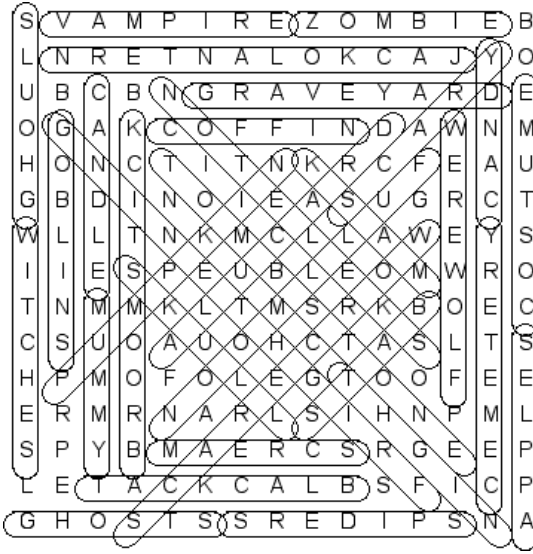 S V A M P I R E Z O M B I E B
L N R E T N A L O K C A J Y O
U B C B N G R A V E Y A R D E
O G A K C O F F I N D A W N M
H O N C T I T N K R C F E A U
G B D I N O I E A S U G R C T
W L L T N K M C L L A W E Y S
I I E S P E U B L E O M W R O
T N M M K L T M S R K B O E C
C S U O A U O H C T A S L T S
H P M O F O L E G T O O F E E
E R M R N A R L S I H N P M L
S P Y B M A E R C S R G E E P
L E T A C K C A L B S F I C P
G H O S T S S R E D I P S N A